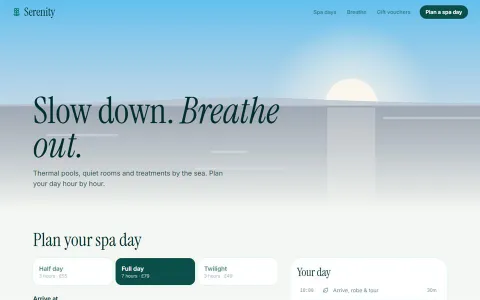 Serenity
Spa days Breathe Gift vouchers Plan a spa day
Slow down. Breathe
out.
Thermal pools, quiet rooms and treatments by the sea. Plan
your day hour by hour.
Plan your spa day
Half day
Full day
7 hours · £79
Twilight
Your day
Arrive, robe & tour 30m
Arrive at